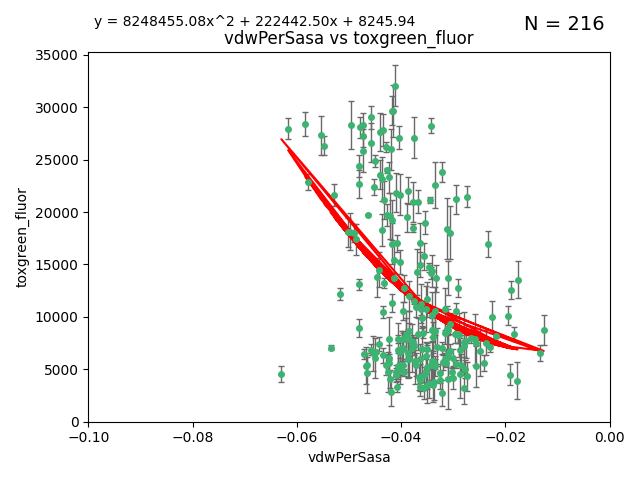 y = 8248455.08x^2 + 222442.50x + 8245.94
N = 216
vdwPerSasa vs toxgreen_fluor
35000
30000
25000
20000
15000
10000
5000
0
toxgreen_fluor
−0.10
−0.08
−0.06
−0.04
−0.02
0.00
vdwPerSasa